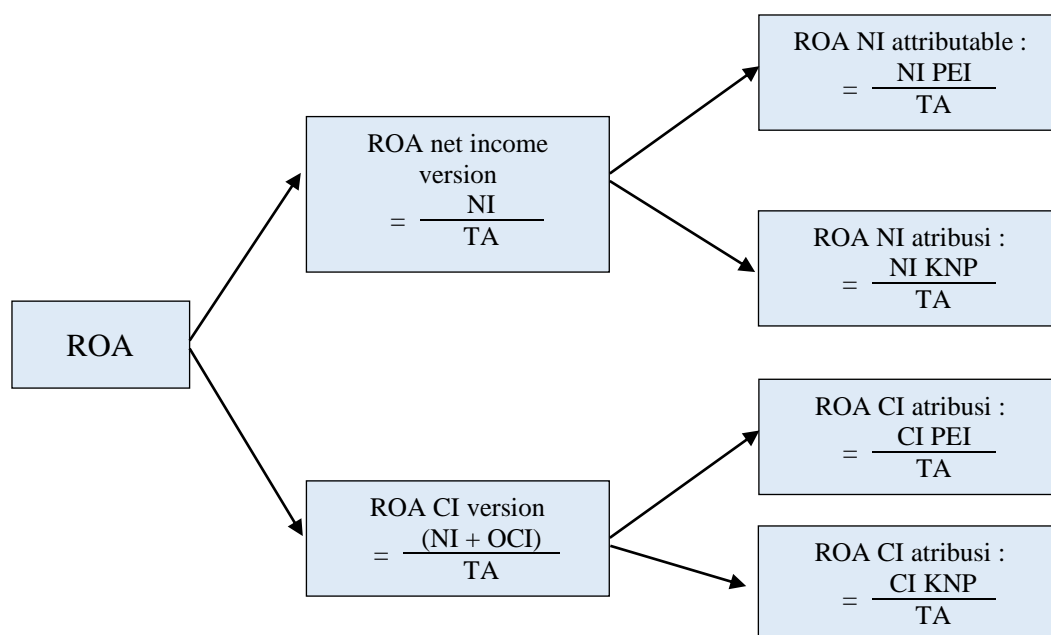 ROA
ROA net income
version
= NI
TA
ROA CI version
= (NI + OCI)
TA
ROA NI attributable :
= NI PEI
TA
ROA NI atribusi :
= NI KNP
TA
ROA CI atribusi :
= CI PEI
TA
ROA CI atribusi :
= CI KNP
TA